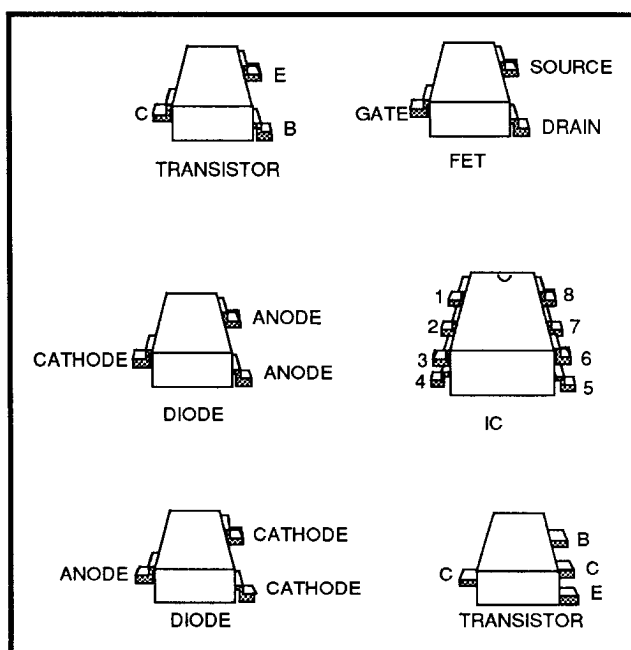 E
C
B
TRANSISTOR
SOURCE
GATE
DRAIN
FET
ANODE
CATHODE
ANODE
DIODE
1
8
2
7
3
6
4
5
IC
CATHODE
ANODE
CATHODE
DIODE
B
C
C
E
TRANSISTOR